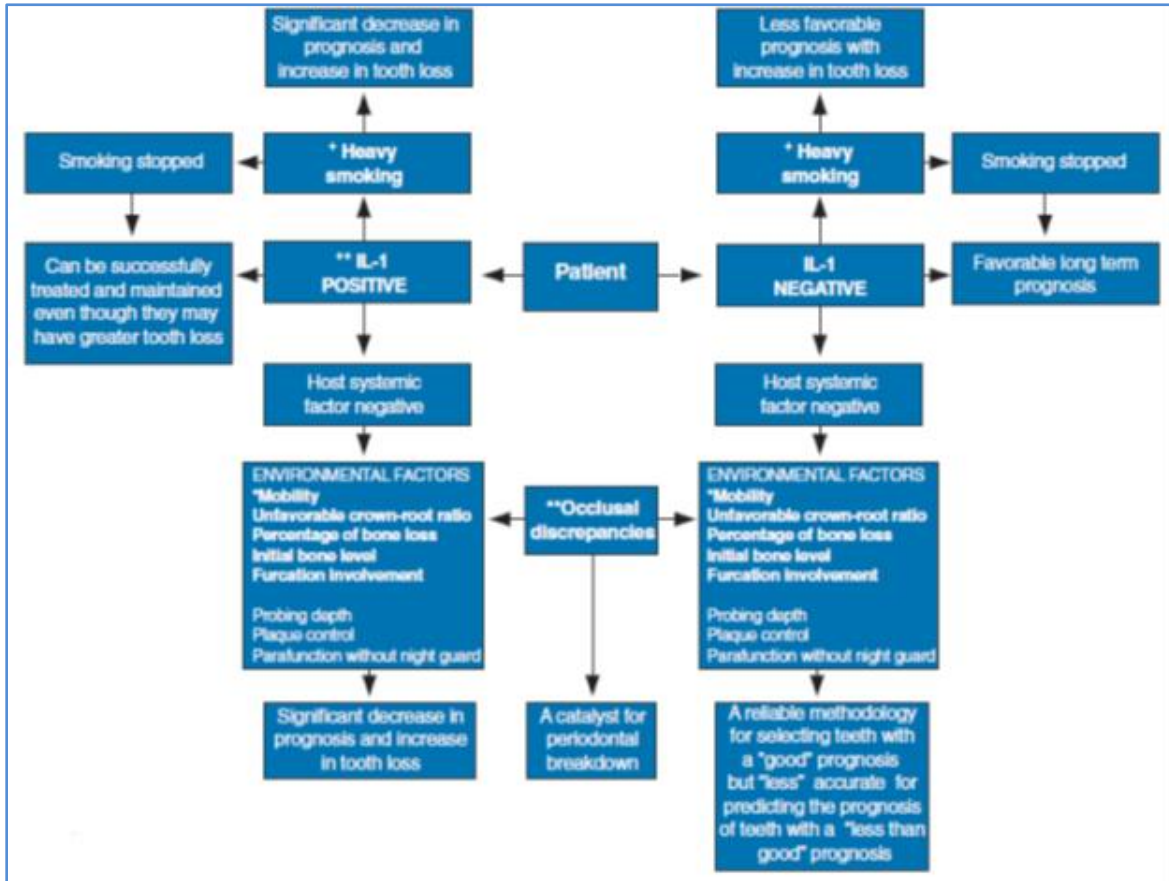 Significant decrease in
prognosis and
increase in tooth loss
Less favorable
prognosis with
increase in tooth loss
Smoking stopped
* Heavy
smoking
* Heavy
smoking
Smoking stopped
Can be successfully
treated and maintained
even though they may
have greater tooth loss
** IL-1
POSITIVE
Patient
IL-1
NEGATIVE
Favorable long term
prognosis
Host systemic
factor negative
Host systemic
factor negative
ENVIRONMENTAL FACTORS
*Mobility
Unfavorable crown-root ratio
Percentage of bone loss
Initial bone level
Furcation Involvement
Probing depth
Plaque control
Parafunction without night guard
**Occlusal
discrepancies
ENVIRONMENTAL FACTORS
*Mobility
Unfavorable crown-root ratio
Percentage of bone loss
Initial bone level
Furcation Involvement
Probing depth
Plaque control
Parafunction without night guard
Significant decrease in
prognosis and increase
in tooth loss
A catalyst for
periodontal
breakdown
A reliable methodology
for selecting teeth with
a "good" prognosis
but "less" accurate for
predicting the prognosis
of teeth with a "less than
good" prognosis